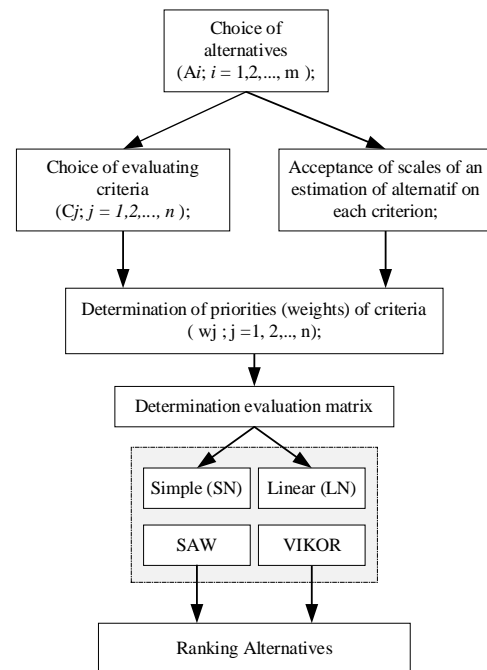 Choice of
alternatives
(Ai; i = 1,2,..., m );
Choice of evaluating
criteria
(Cj; j = 1,2,..., n );
Acceptance of scales of an
estimation of alternatif on
each criterion;
Determination of priorities (weights) of criteria
( wj ; j =1, 2,.., n);
Determination evaluation matrix
Simple (SN)
Linear (LN)
SAW
VIKOR
Ranking Alternatives